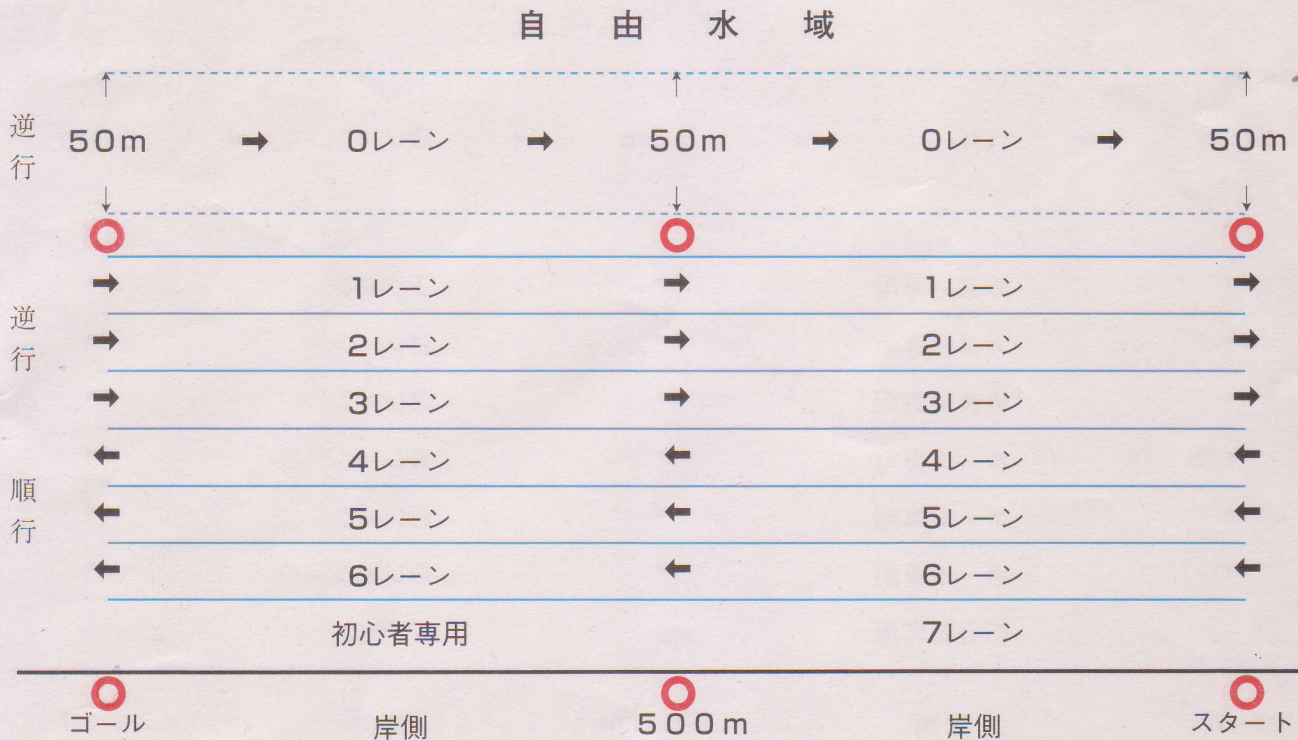 自由水域
逆行 50m ➡ 0レーン ➡ 50m ➡ 0レーン ➡ 50m
逆行
➡ 1レーン ➡ 1レーン ➡
➡ 2レーン ➡ 2レーン ➡
➡ 3レーン ➡ 3レーン ➡
順行
⬅ 4レーン ⬅ 4レーン ⬅
⬅ 5レーン ⬅ 5レーン ⬅
⬅ 6レーン ⬅ 6レーン ⬅
初心者専用 7レーン
ゴール 岸側 500m 岸側 スタート